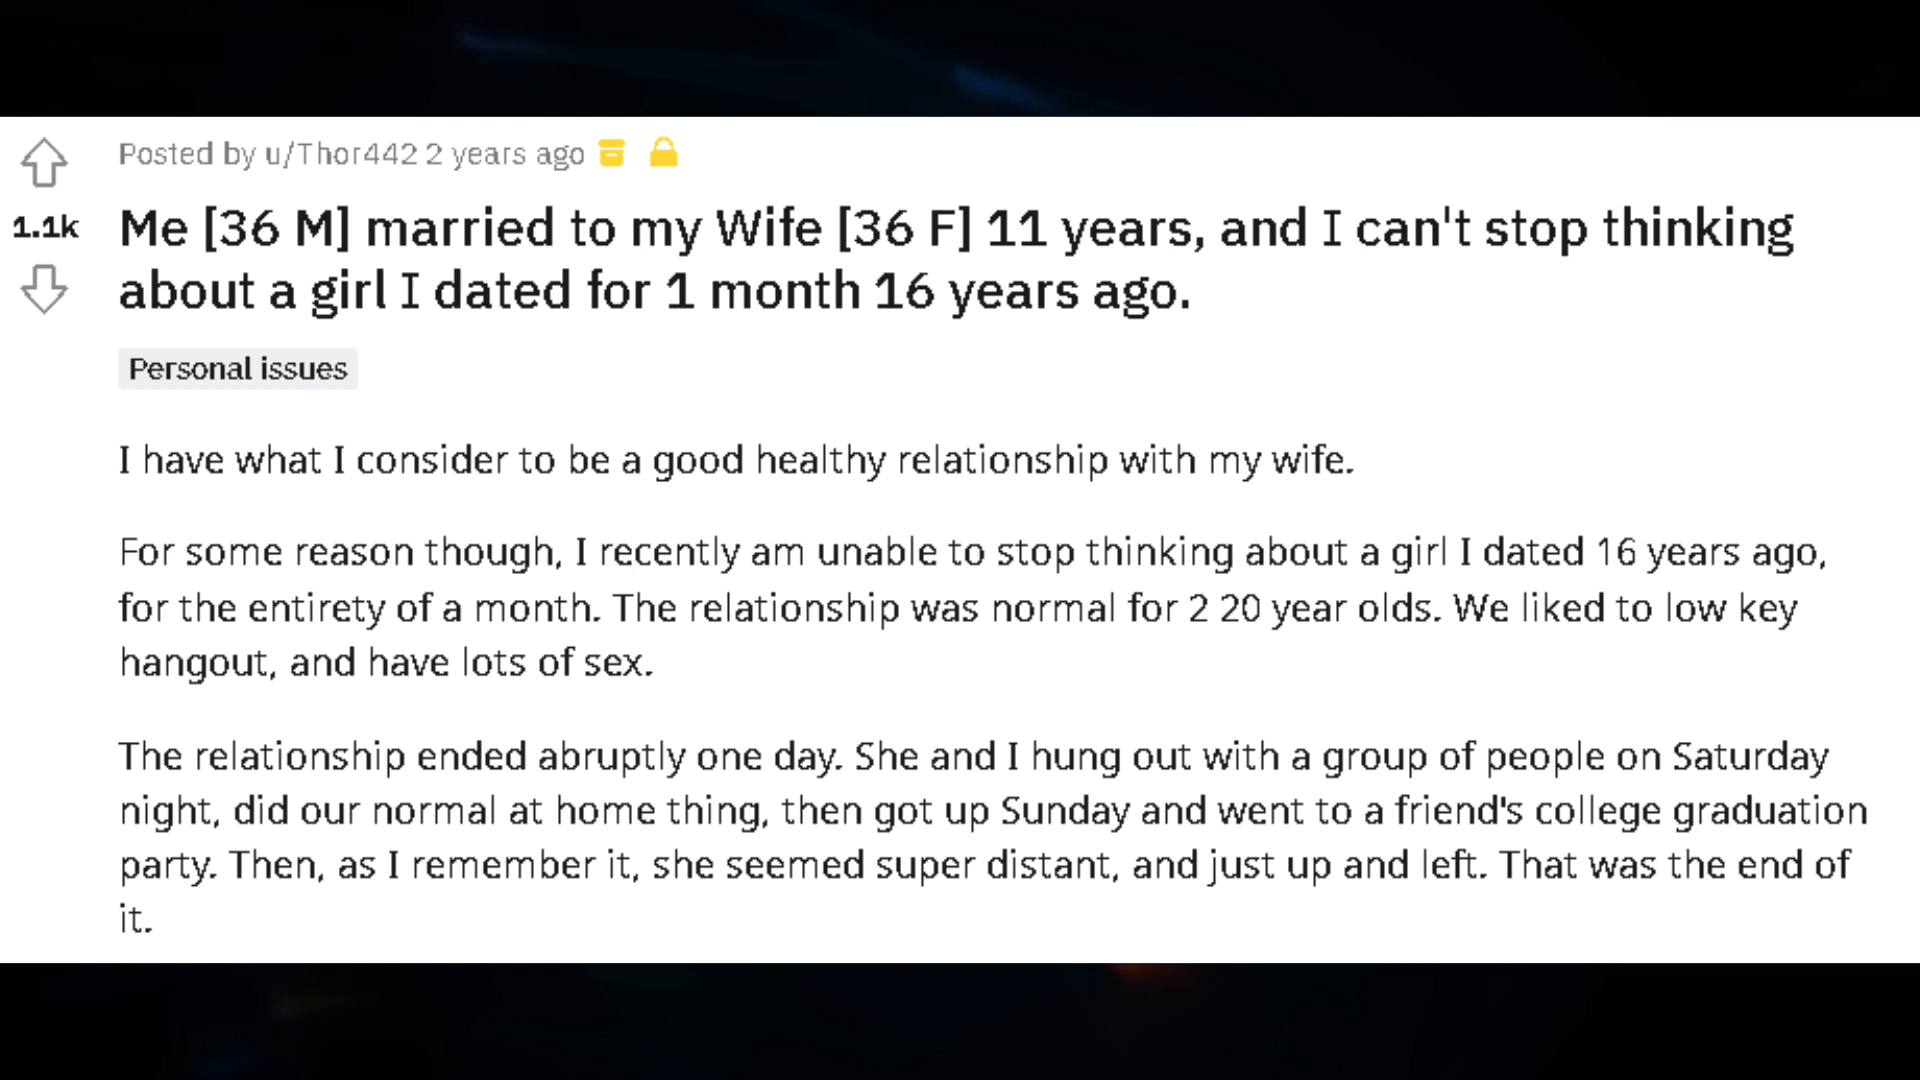 Posted by u/Thor442 2 years ago
1.1k
Me [36 M] married to my Wife [36 F] 11 years, and I can't stop thinking
about a girl I dated for 1 month 16 years ago.
Personal issues
I have what I consider to be a good healthy relationship with my wife.
For some reason though, I recently am unable to stop thinking about a girl I dated 16 years ago,
for the entirety of a month. The relationship was normal for 2 20 year olds. We liked to low key
hangout, and have lots of sex.
The relationship ended abruptly one day. She and I hung out with a group of people on Saturday
night, did our normal at home thing, then got up Sunday and went to a friend's college graduation
party. Then, as I remember it, she seemed super distant, and just up and left. That was the end of
it.